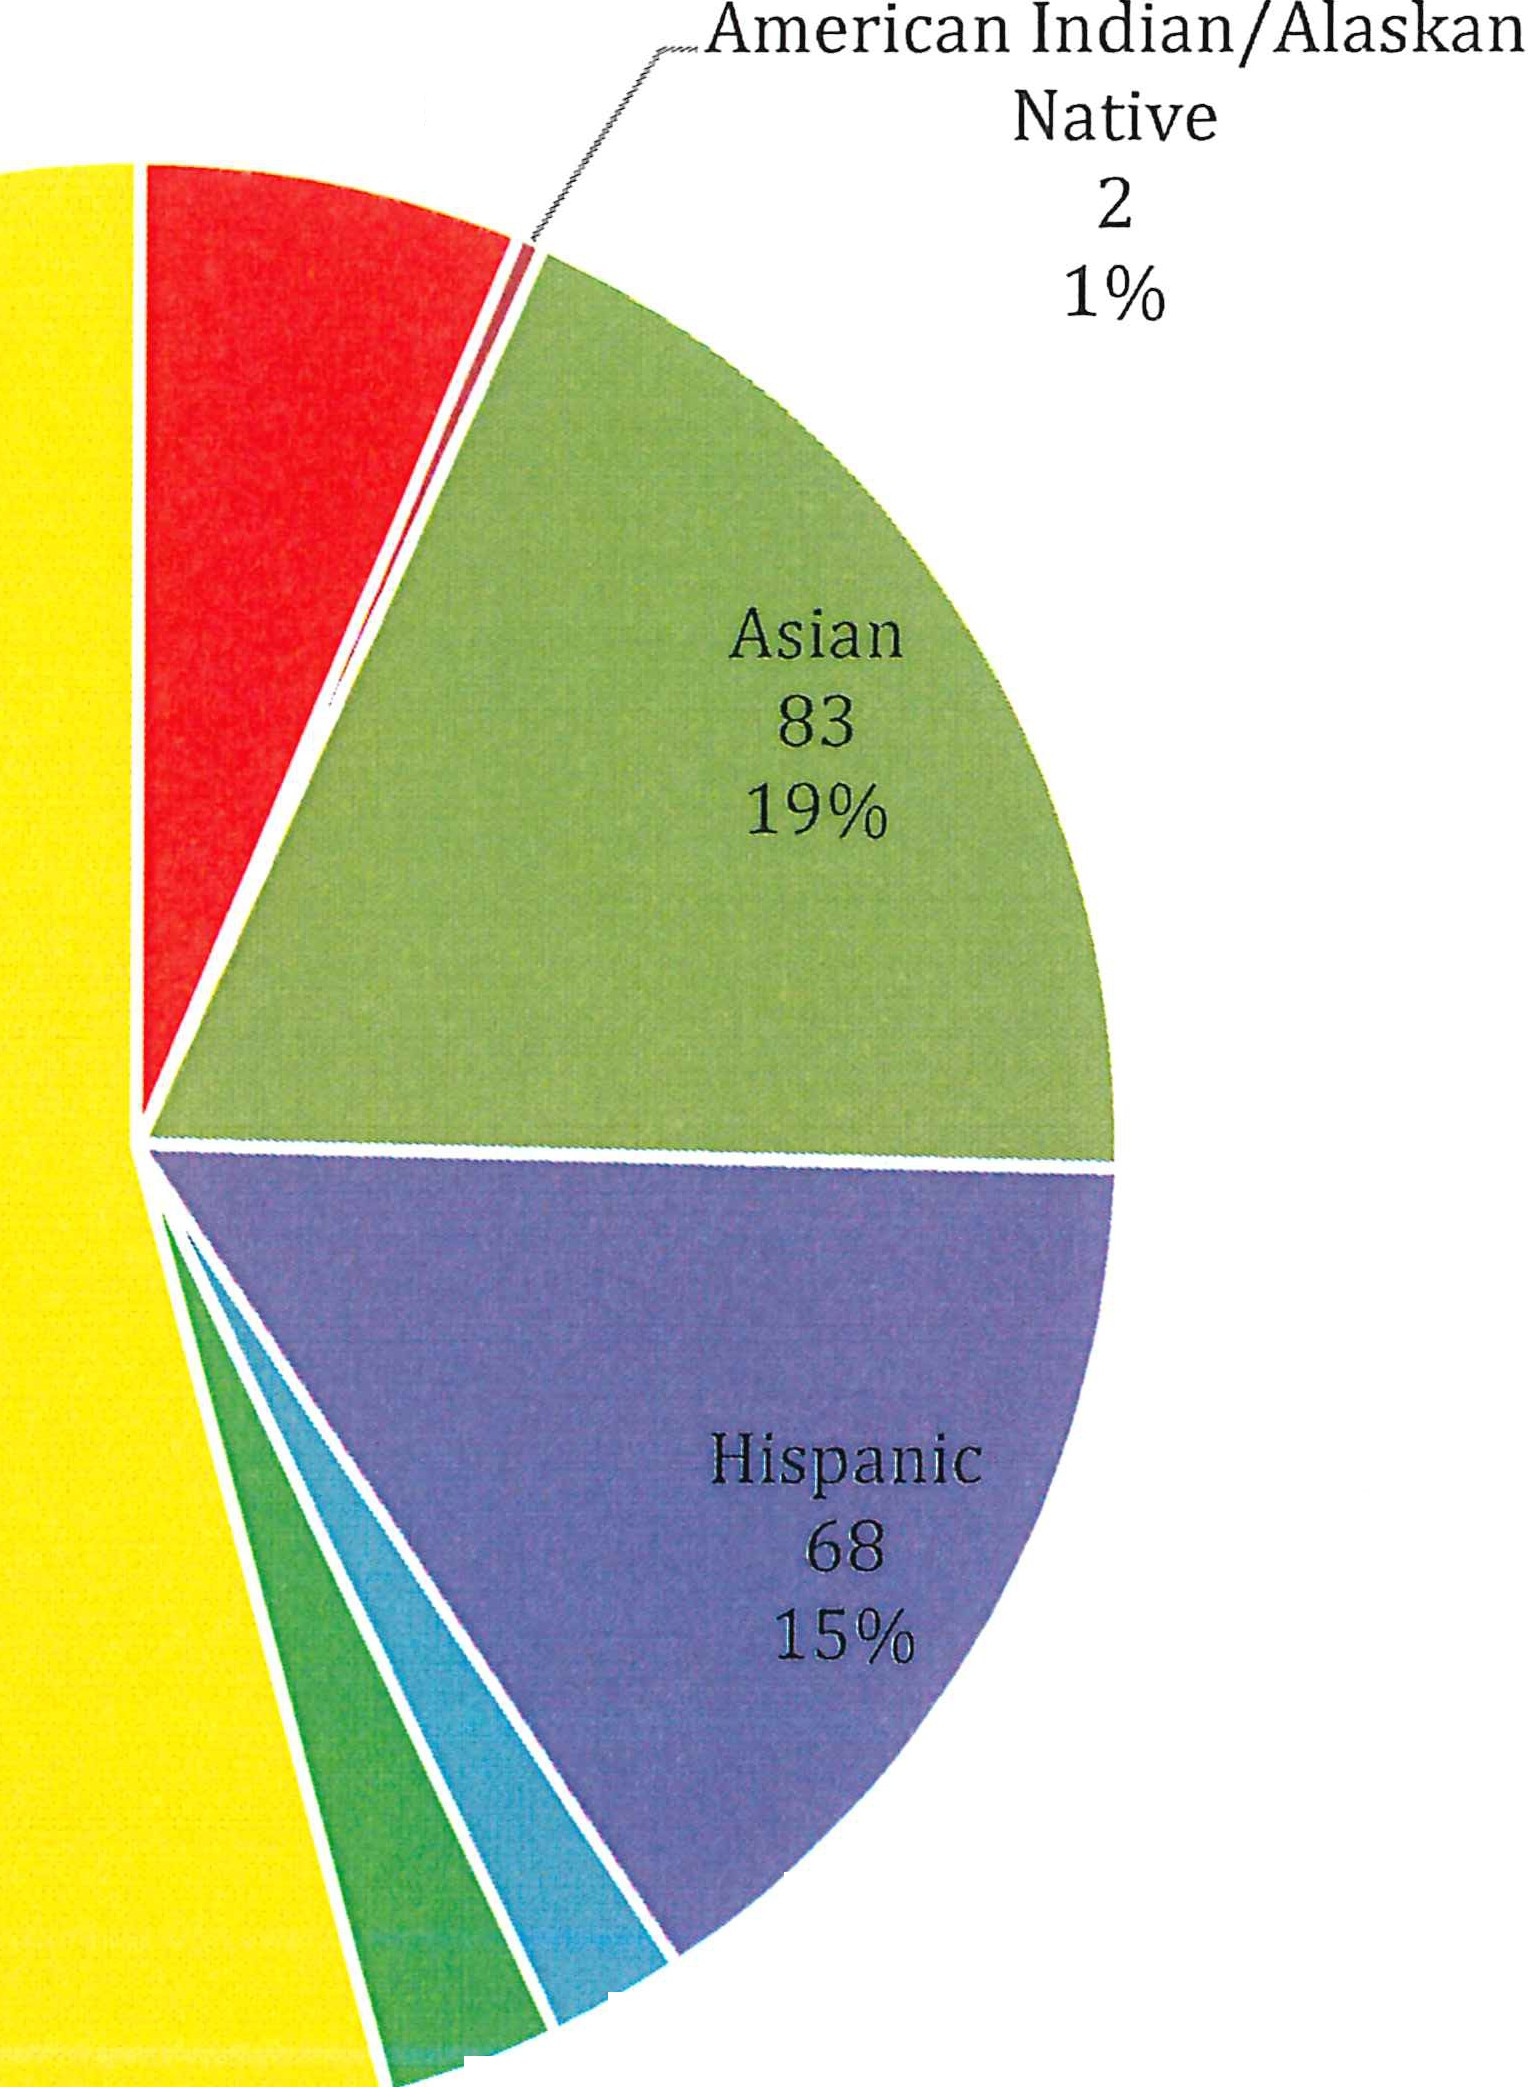 American Indian/Alaskan
Native
2
1%
Asian
83
19%
Hispanic
68
15%